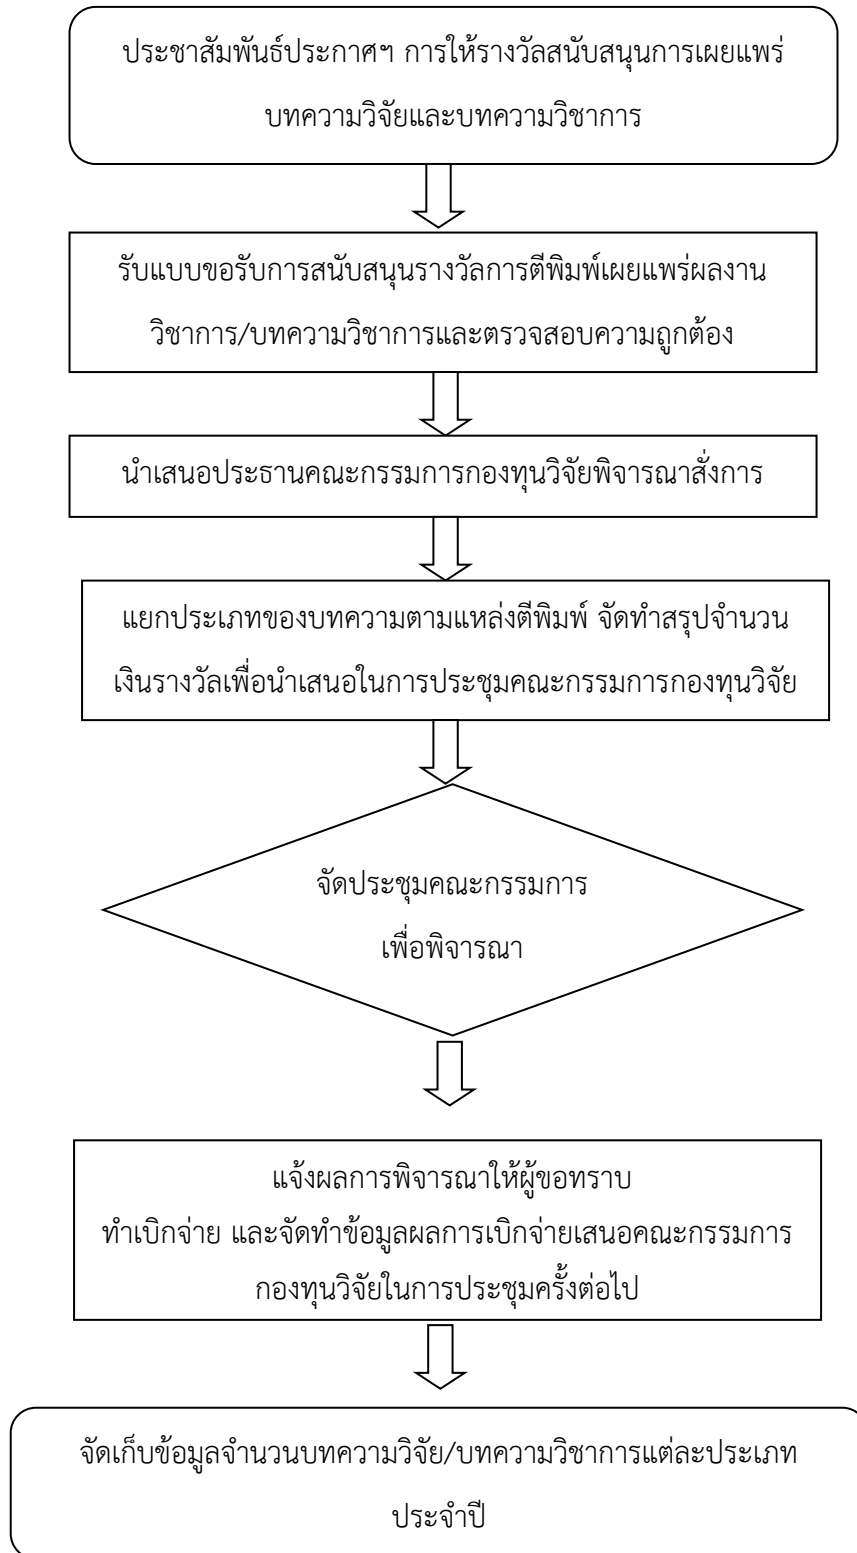 ประชาสัมพันธ์ประกาศฯ การให้รางวัลสนับสนุนการเผยแพร่
บทความวิจัยและบทความวิชาการ
รับแบบขอรับการสนับสนุนรางวัลการตีพิมพ์เผยแพร่ผลงาน
วิชาการ/บทความวิชาการและตรวจสอบความถูกต้อง
นำเสนอประธานคณะกรรมการกองทุนวิจัยพิจารณาสั่งการ
แยกประเภทของบทความตามแหล่งตีพิมพ์ จัดทำสรุปจำนวน
เงินรางวัลเพื่อนำเสนอในการประชุมคณะกรรมการกองทุนวิจัย
จัดประชุมคณะกรรมการ
เพื่อพิจารณา
แจ้งผลการพิจารณาให้ผู้ขอทราบ
ทำเบิกจ่าย และจัดทำข้อมูลผลการเบิกจ่ายเสนอคณะกรรมการ
กองทุนวิจัยในการประชุมครั้งต่อไป
จัดเก็บข้อมูลจำนวนบทความวิจัย/บทความวิชาการแต่ละประเภท
ประจำปี